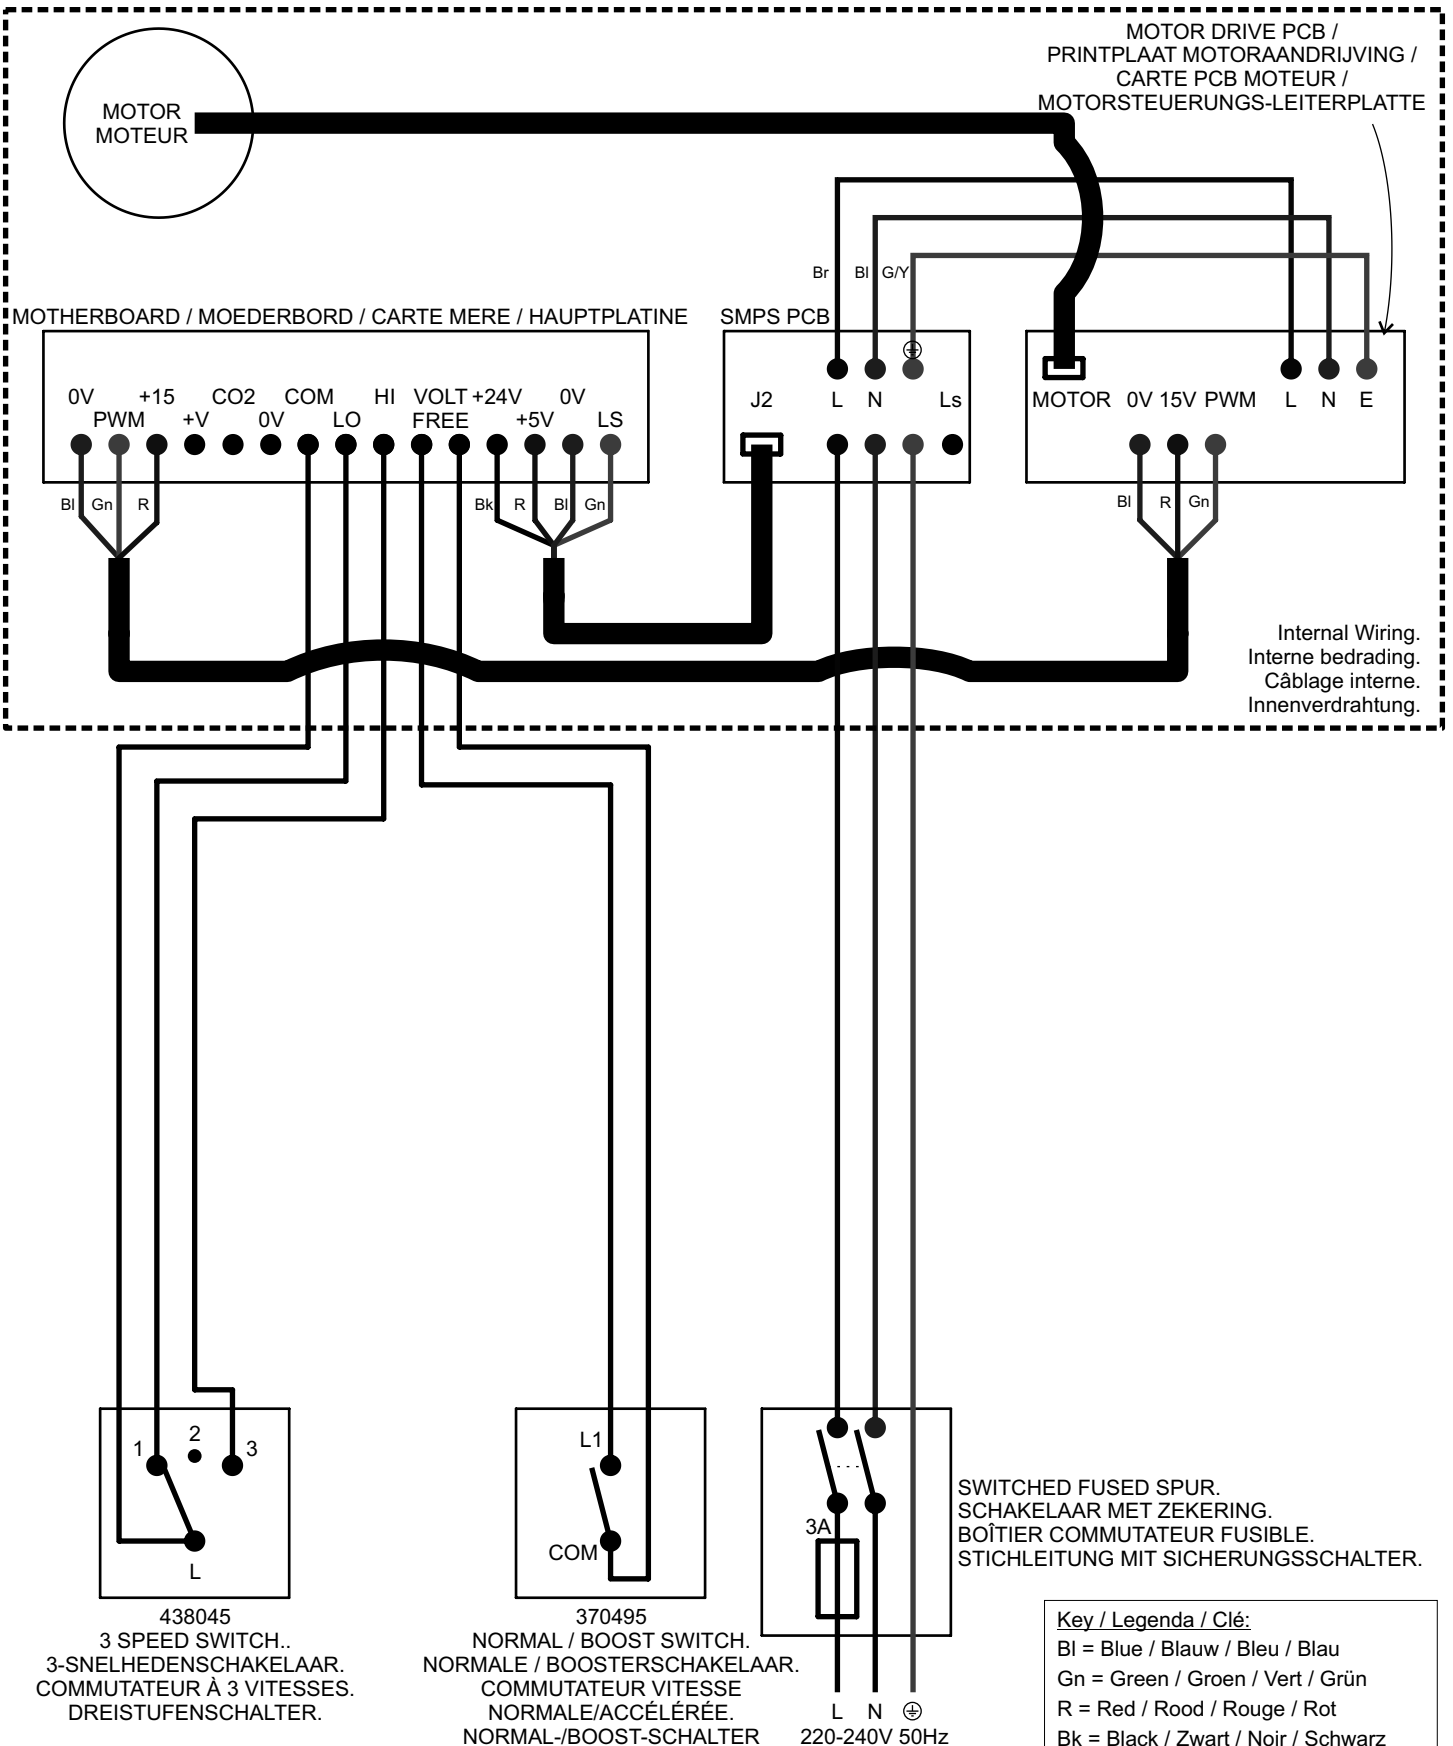 MOTOR DRIVE PCB /
PRINTPLAAT MOTORAANDRIJVING /
CARTE PCB MOTEUR /
MOTORSTEUERUNGS-LEITERPLATTE
MOTOR
MOTEUR
Br Bl G/Y
MOTHERBOARD / MOEDERBORD / CARTE MERE / HAUPTPLATINE
0V +15 CO2 COM HI VOLT +24V 0V
PWM +V 0V LO FREE +5V LS
Bl Gn R Bk R Bl Gn
SMPS PCB
J2 L N Ls
MOTOR 0V 15V PWM L N E
Bl R Gn
Internal Wiring.
Interne bedrading.
Câblage interne.
Innenverdrahtung.
1 2 3
L
438045
3 SPEED SWITCH..
3-SNELHEDENSCHAKELAAR.
COMMUTATEUR À 3 VITESSES.
DREISTUFENSCHALTER.
L1
COM
370495
NORMAL / BOOST SWITCH.
NORMALE / BOOSTERSCHAKELAAR.
COMMUTATEUR VITESSE
NORMALE/ACCÉLÉRÉE.
NORMAL-/BOOST-SCHALTER
3A
L N
220-240V 50Hz
SWITCHED FUSED SPUR.
SCHAKELAAR MET ZEKERING.
BOÎTIER COMMUTATEUR FUSIBLE.
STICHLEITUNG MIT SICHERUNGSSCHALTER.
Key / Legenda / Clé:
Bl = Blue / Blauw / Bleu / Blau
Gn = Green / Groen / Vert / Grün
R = Red / Rood / Rouge / Rot
Bk = Black / Zwart / Noir / Schwarz